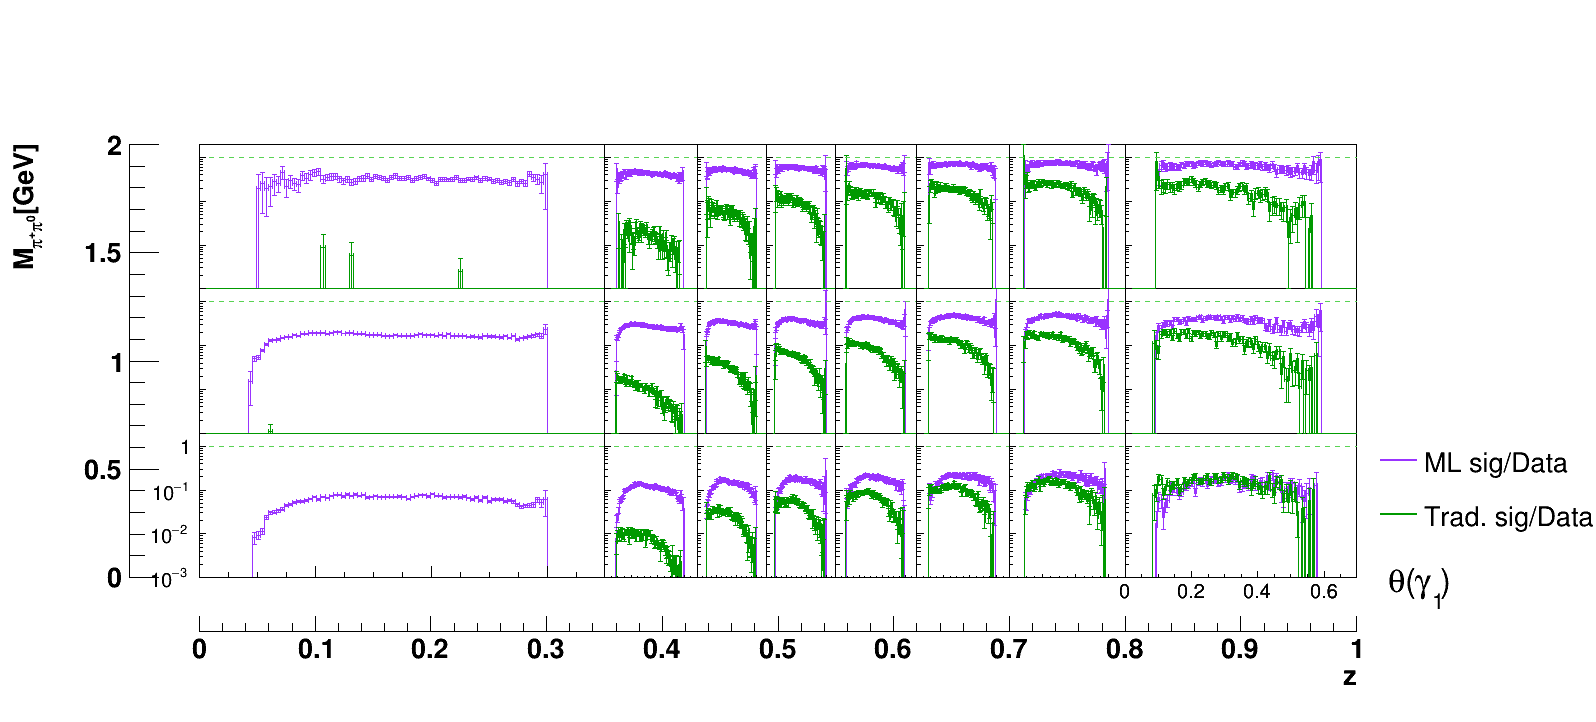 M π⁺π⁰ [GeV]
2
1.5
1
0.5
0
1
10⁻¹
10⁻²
10⁻³
ML sig/Data
Trad. sig/Data
0 0.2 0.4 0.6
θ(γ₁)
0 0.1 0.2 0.3 0.4 0.5 0.6 0.7 0.8 0.9 1
z